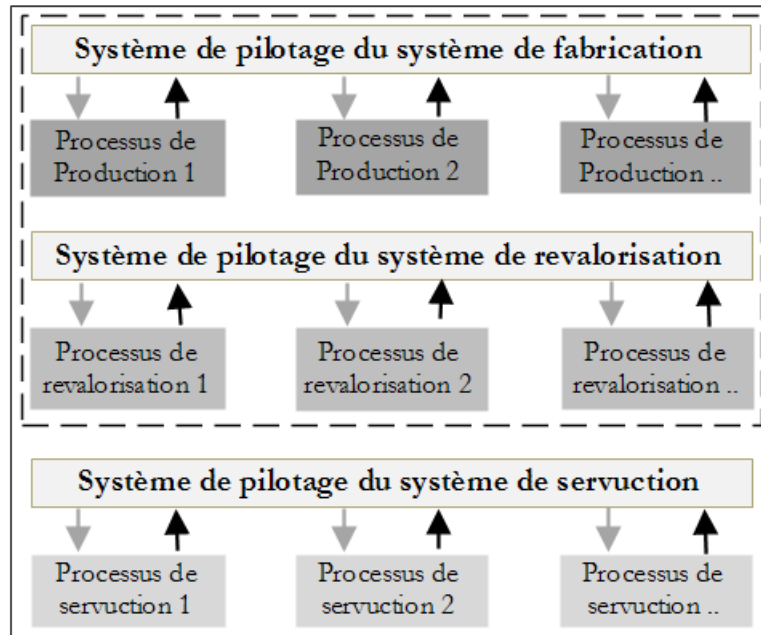 Système de pilotage du système de fabrication
Processus de
Production 1
Processus de
Production 2
Processus de
Production ..
Système de pilotage du système de revalorisation
Processus de
revalorisation 1
Processus de
revalorisation 2
Processus de
revalorisation ..
Système de pilotage du système de servuction
Processus de
servuction 1
Processus de
servuction 2
Processus de
servuction ..